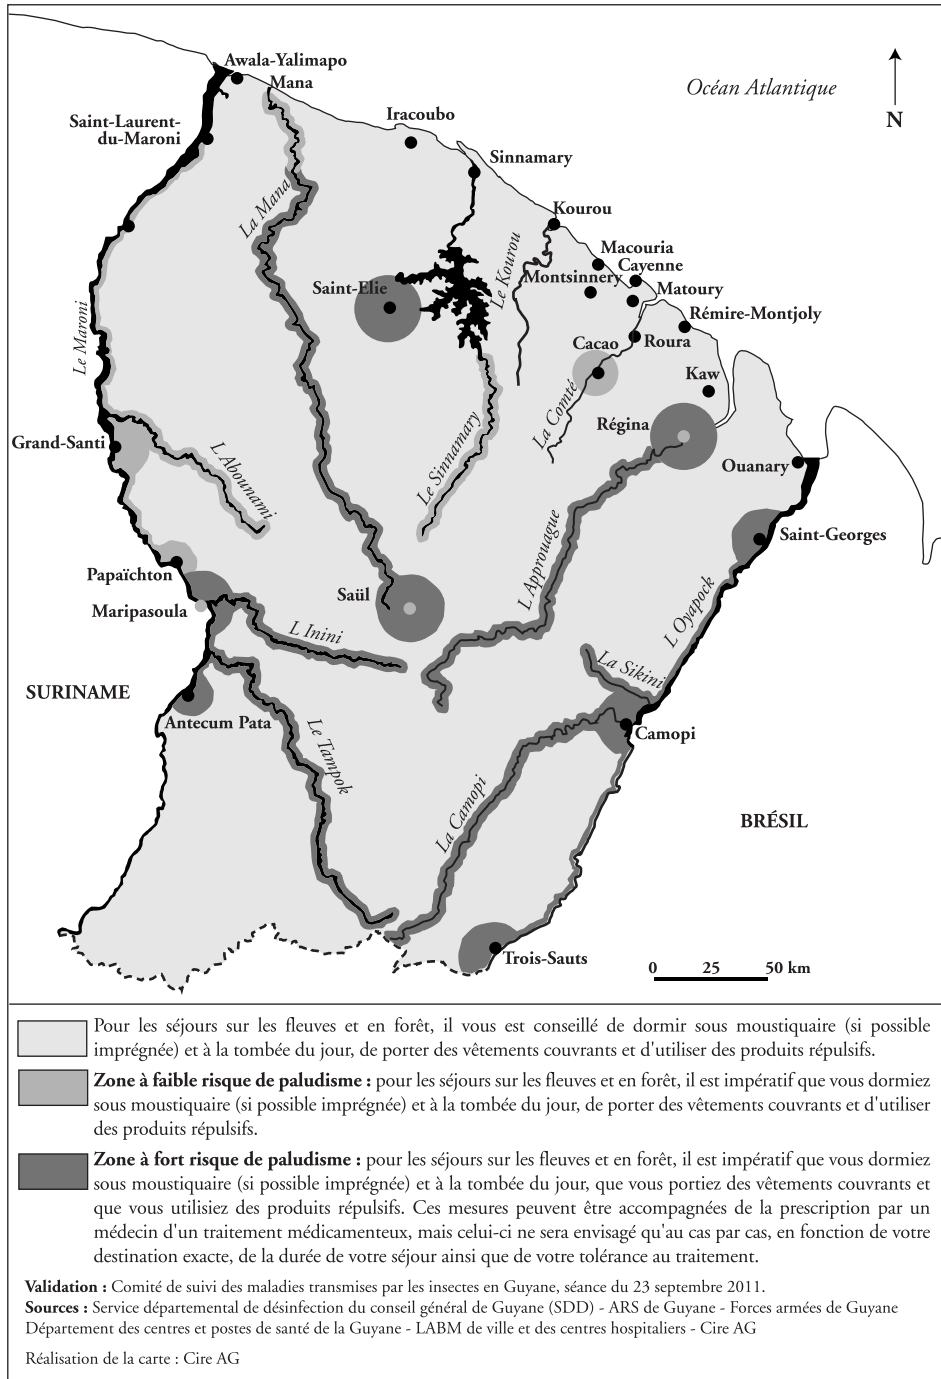 Awala-Yalimapo
Mana
Océan Atlantique
N
Saint-Laurent-
du-Maroni
Iracoubo
Sinnamary
La Mana
Kourou
Le Kourou
Macouria
Cayenne
Montsinnery
Matoury
Saint-Elie
Rémire-Montjoly
Le Maroni
Cacao
Roura
Kaw
La Comté
Régina
Grand-Santi
L Abounami
Le Sinnamary
Ouanary
Saint-Georges
L Approuague
Papaïchton
Saül
Maripasoula
L Inini
L Oyapock
La Sikini
SURINAME
Antecum Pata
Le Tampok
Camopi
La Camopi
BRÉSIL
Trois-Sauts
0 25 50 km
Pour les séjours sur les fleuves et en forêt, il vous est conseillé de dormir sous moustiquaire (si possible
imprégnée) et à la tombée du jour, de porter des vêtements couvrants et d'utiliser des produits répulsifs.
Zone à faible risque de paludisme : pour les séjours sur les fleuves et en forêt, il est impératif que vous dormiez
sous moustiquaire (si possible imprégnée) et à la tombée du jour, de porter des vêtements couvrants et d'utiliser
des produits répulsifs.
Zone à fort risque de paludisme : pour les séjours sur les fleuves et en forêt, il est impératif que vous dormiez
sous moustiquaire (si possible imprégnée) et à la tombée du jour, que vous portiez des vêtements couvrants et
que vous utilisiez des produits répulsifs. Ces mesures peuvent être accompagnées de la prescription par un
médecin d'un traitement médicamenteux, mais celui-ci ne sera envisagé qu'au cas par cas, en fonction de votre
destination exacte, de la durée de votre séjour ainsi que de votre tolérance au traitement.
Validation : Comité de suivi des maladies transmises par les insectes en Guyane, séance du 23 septembre 2011.
Sources : Service départemental de désinfection du conseil général de Guyane (SDD) - ARS de Guyane - Forces armées de Guyane
Département des centres et postes de santé de la Guyane - LABM de ville et des centres hospitaliers - Cire AG
Réalisation de la carte : Cire AG